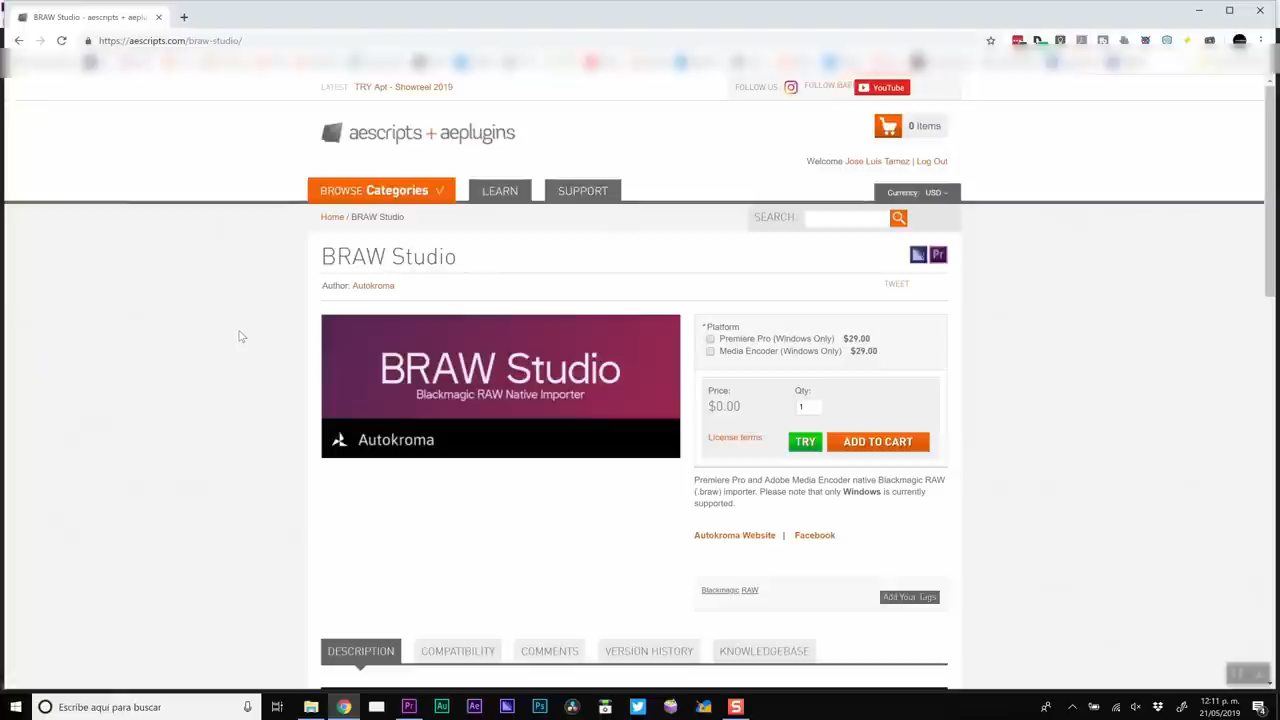 BRAW Studio - aescripts + aeplu
https://aescripts.com/braw-studio/
LATEST TRY Apt - Showreel 2019
FOLLOW US
YouTube
aescripts + aeplugins
0 items
Welcome Jose Luis Tamez | Log Out
BROWSE Categories
LEARN
SUPPORT
Currency: USD
Home / BRAW Studio
SEARCH
BRAW Studio
Pr
Author: Autokroma
TWEET
BRAW Studio
Blackmagic RAW Native Importer
Autokroma
*Platform
Premiere Pro (Windows Only) $29.00
Media Encoder (Windows Only) $29.00
Price:
Qty:
$0.00
1
License terms
TRY
ADD TO CART
Premiere Pro and Adobe Media Encoder native Blackmagic RAW
(.braw) importer. Please note that only Windows is currently
supported.
Autokroma Website | Facebook
Blackmagic RAW
Add Your Tags
DESCRIPTION
COMPATIBILITY
COMMENTS
VERSION HISTORY
KNOWLEDGEBASE
Escribe aquí para buscar
Pr
Au
Ae
Ps
S
12:11 p. m.
21/05/2019